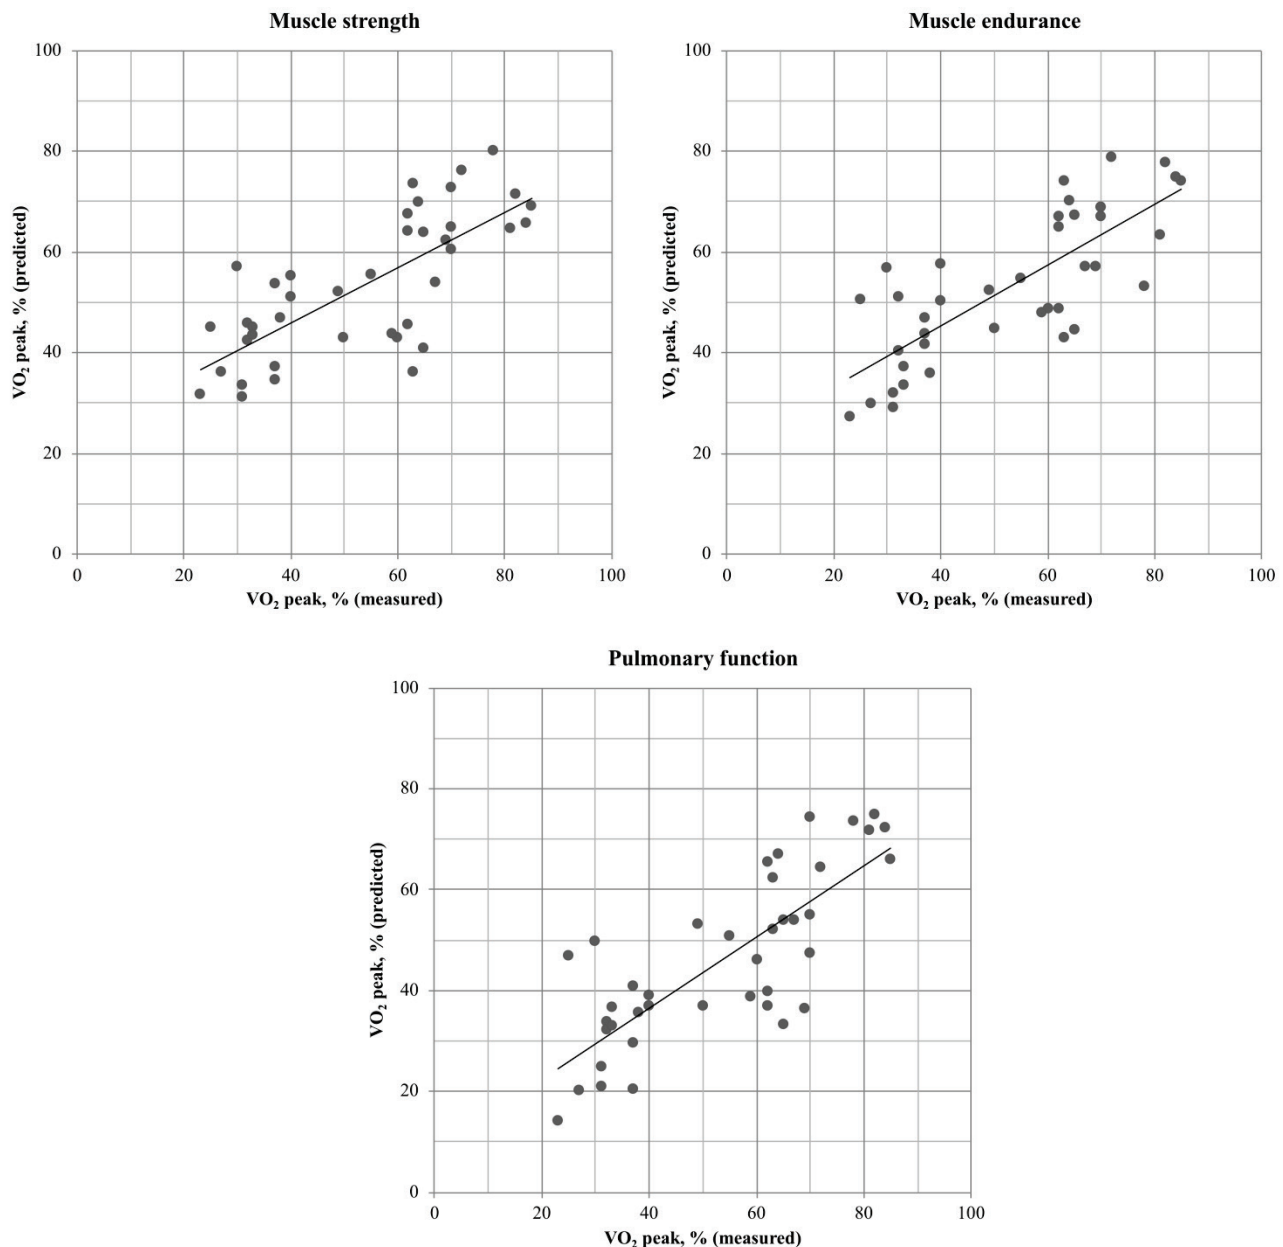 Muscle strength
100
80
60
40
20
0
VO₂ peak, % (predicted)
0 20 40 60 80 100
VO₂ peak, % (measured)
Muscle endurance
100
80
60
40
20
0
VO₂ peak, % (predicted)
0 20 40 60 80 100
VO₂ peak, % (measured)
Pulmonary function
100
80
60
40
20
0
VO₂ peak, % (predicted)
0 20 40 60 80 100
VO₂ peak, % (measured)